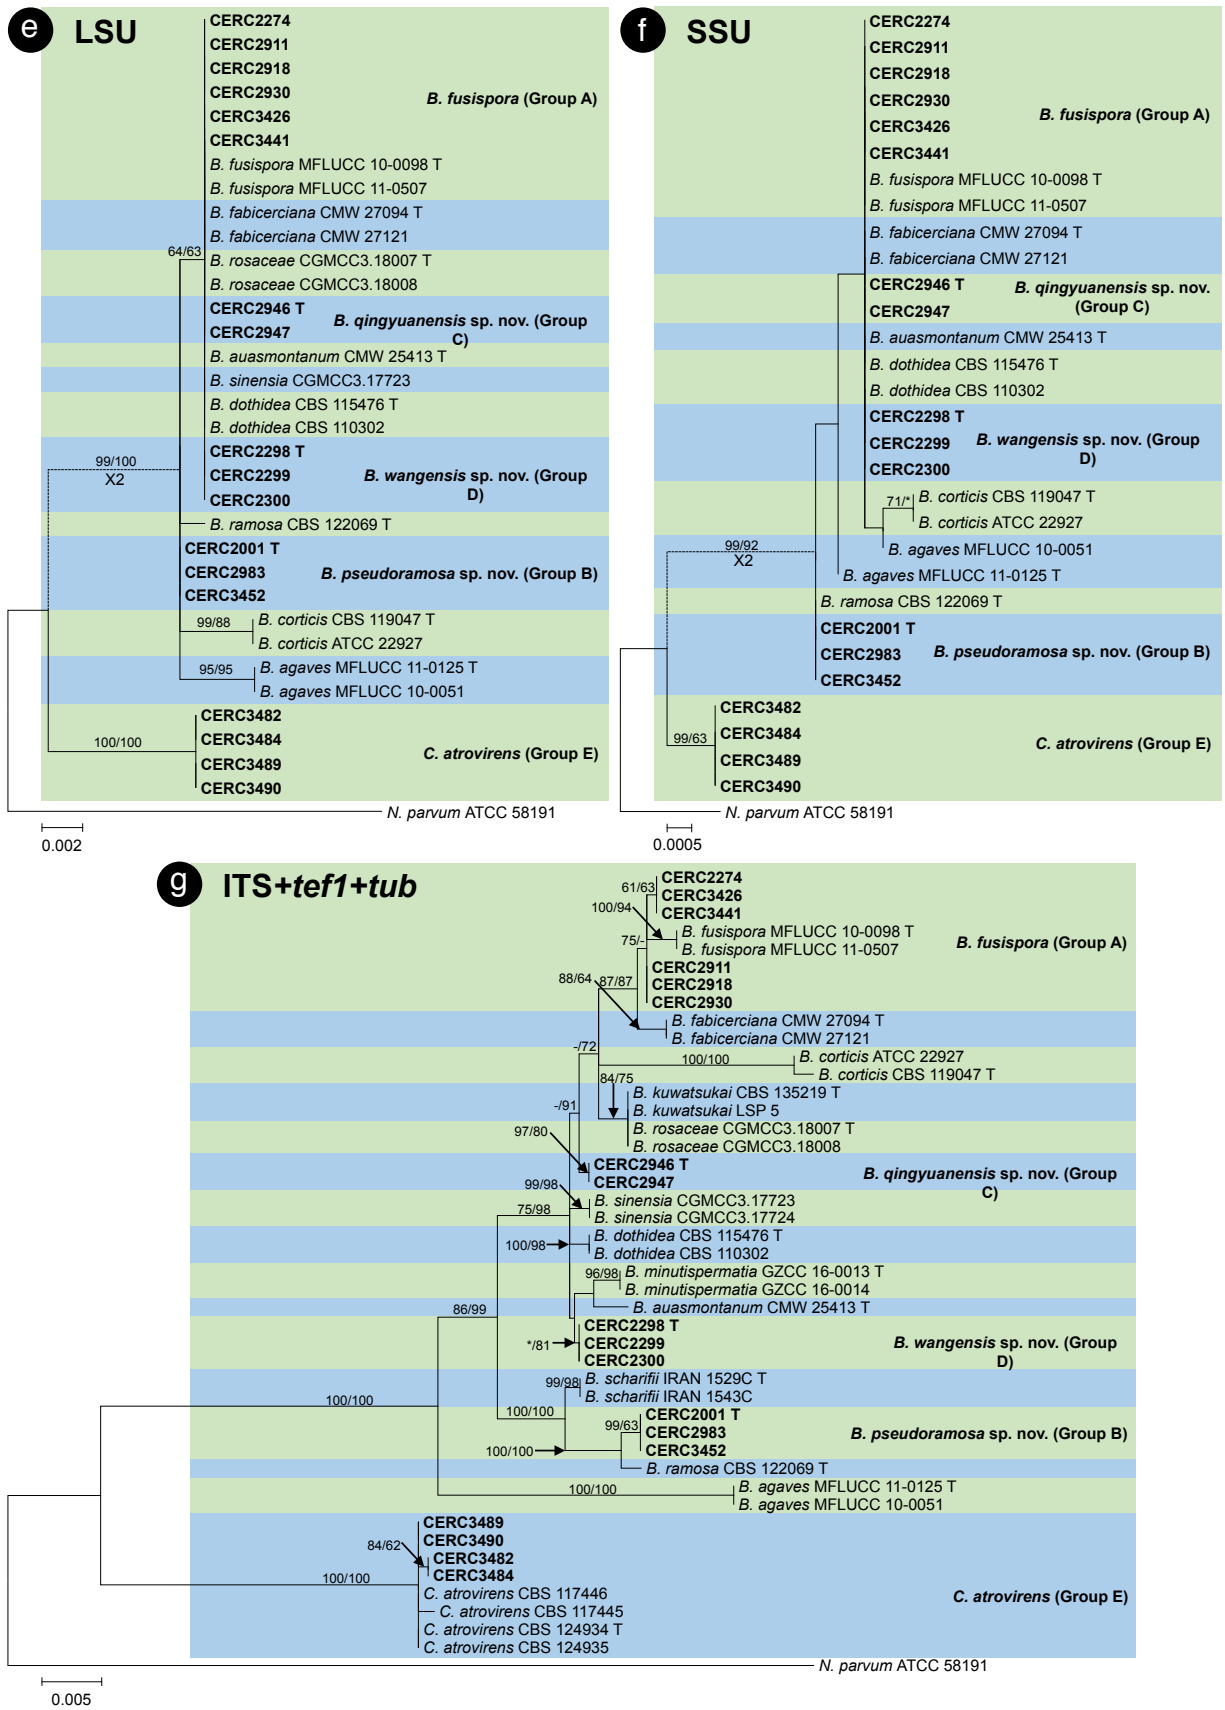 e LSU
CERC2274
CERC2911
CERC2918
CERC2930
B. fusispora (Group A)
CERC3426
CERC3441
B. fusispora MFLUCC 10-0098 T
B. fusispora MFLUCC 11-0507
B. fabicerciana CMW 27094 T
B. fabicerciana CMW 27121
64/63
B. rosaceae CGMCC3.18007 T
B. rosaceae CGMCC3.18008
CERC2946 T
B. qingyuanensis sp. nov. (Group
C)
CERC2947
B. auasmontanum CMW 25413 T
B. sinensia CGMCC3.17723
B. dothidea CBS 115476 T
B. dothidea CBS 110302
CERC2298 T
99/100
X2
CERC2299
B. wangensis sp. nov. (Group
D)
CERC2300
B. ramosa CBS 122069 T
CERC2001 T
CERC2983
B. pseudoramosa sp. nov. (Group B)
CERC3452
99/88
B. corticis CBS 119047 T
B. corticis ATCC 22927
95/95
B. agaves MFLUCC 11-0125 T
B. agaves MFLUCC 10-0051
CERC3482
100/100
CERC3484
C. atrovirens (Group E)
CERC3489
CERC3490
N. parvum ATCC 58191
0.002
f SSU
CERC2274
CERC2911
CERC2918
CERC2930
B. fusispora (Group A)
CERC3426
CERC3441
B. fusispora MFLUCC 10-0098 T
B. fusispora MFLUCC 11-0507
B. fabicerciana CMW 27094 T
B. fabicerciana CMW 27121
CERC2946 T
B. qingyuanensis sp. nov.
(Group C)
CERC2947
B. auasmontanum CMW 25413 T
B. dothidea CBS 115476 T
B. dothidea CBS 110302
CERC2298 T
CERC2299
B. wangensis sp. nov. (Group
D)
CERC2300
71/*
B. corticis CBS 119047 T
B. corticis ATCC 22927
99/92
X2
B. agaves MFLUCC 10-0051
B. agaves MFLUCC 11-0125 T
B. ramosa CBS 122069 T
CERC2001 T
CERC2983
B. pseudoramosa sp. nov. (Group B)
CERC3452
CERC3482
99/63
CERC3484
C. atrovirens (Group E)
CERC3489
CERC3490
N. parvum ATCC 58191
0.0005
g ITS+tef1+tub
61/63
CERC2274
CERC3426
100/94
CERC3441
B. fusispora MFLUCC 10-0098 T
75/-
B. fusispora MFLUCC 11-0507
B. fusispora (Group A)
CERC2911
88/64
87/87
CERC2918
CERC2930
B. fabicerciana CMW 27094 T
B. fabicerciana CMW 27121
-/72
100/100
B. corticis ATCC 22927
B. corticis CBS 119047 T
84/75
B. kuwatsukai CBS 135219 T
-/91
B. kuwatsukai LSP 5
97/80
B. rosaceae CGMCC3.18007 T
B. rosaceae CGMCC3.18008
CERC2946 T
B. qingyuanensis sp. nov. (Group
C)
CERC2947
99/98
B. sinensia CGMCC3.17723
75/98
B. sinensia CGMCC3.17724
100/98
B. dothidea CBS 115476 T
B. dothidea CBS 110302
96/98
B. minutispermatia GZCC 16-0013 T
B. minutispermatia GZCC 16-0014
86/99
B. auasmontanum CMW 25413 T
CERC2298 T
*/81
CERC2299
B. wangensis sp. nov. (Group
D)
CERC2300
99/98
B. scharifii IRAN 1529C T
100/100
B. scharifii IRAN 1543C
100/100
99/63
CERC2001 T
CERC2983
B. pseudoramosa sp. nov. (Group B)
100/100
CERC3452
B. ramosa CBS 122069 T
100/100
B. agaves MFLUCC 11-0125 T
B. agaves MFLUCC 10-0051
CERC3489
84/62
CERC3490
CERC3482
CERC3484
100/100
C. atrovirens CBS 117446
C. atrovirens (Group E)
C. atrovirens CBS 117445
C. atrovirens CBS 124934 T
C. atrovirens CBS 124935
N. parvum ATCC 58191
0.005